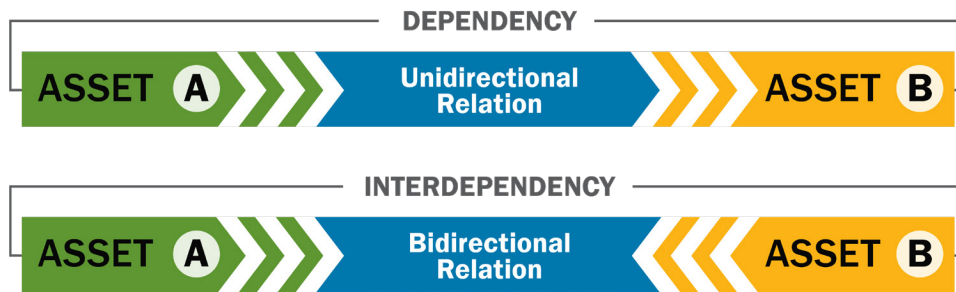 DEPENDENCY
ASSET A
Unidirectional
Relation
ASSET B
INTERDEPENDENCY
ASSET A
Bidirectional
Relation
ASSET B